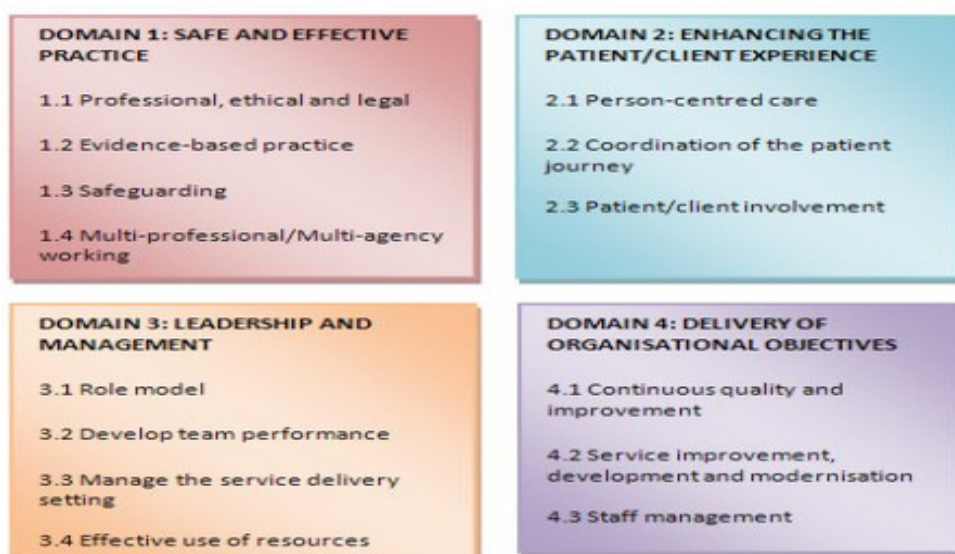 DOMAIN 1: SAFE AND EFFECTIVE
PRACTICE
1.1 Professional, ethical and legal
1.2 Evidence-based practice
1.3 Safeguarding
1.4 Multi-professional/Multi-agency
working
DOMAIN 2: ENHANCING THE
PATIENT/CLIENT EXPERIENCE
2.1 Person-centred care
2.2 Coordination of the patient
journey
2.3 Patient/client involvement
DOMAIN 3: LEADERSHIP AND
MANAGEMENT
3.1 Role model
3.2 Develop team performance
3.3 Manage the service delivery
setting
3.4 Effective use of resources
DOMAIN 4: DELIVERY OF
ORGANISATIONAL OBJECTIVES
4.1 Continuous quality and
improvement
4.2 Service improvement,
development and modernisation
4.3 Staff management